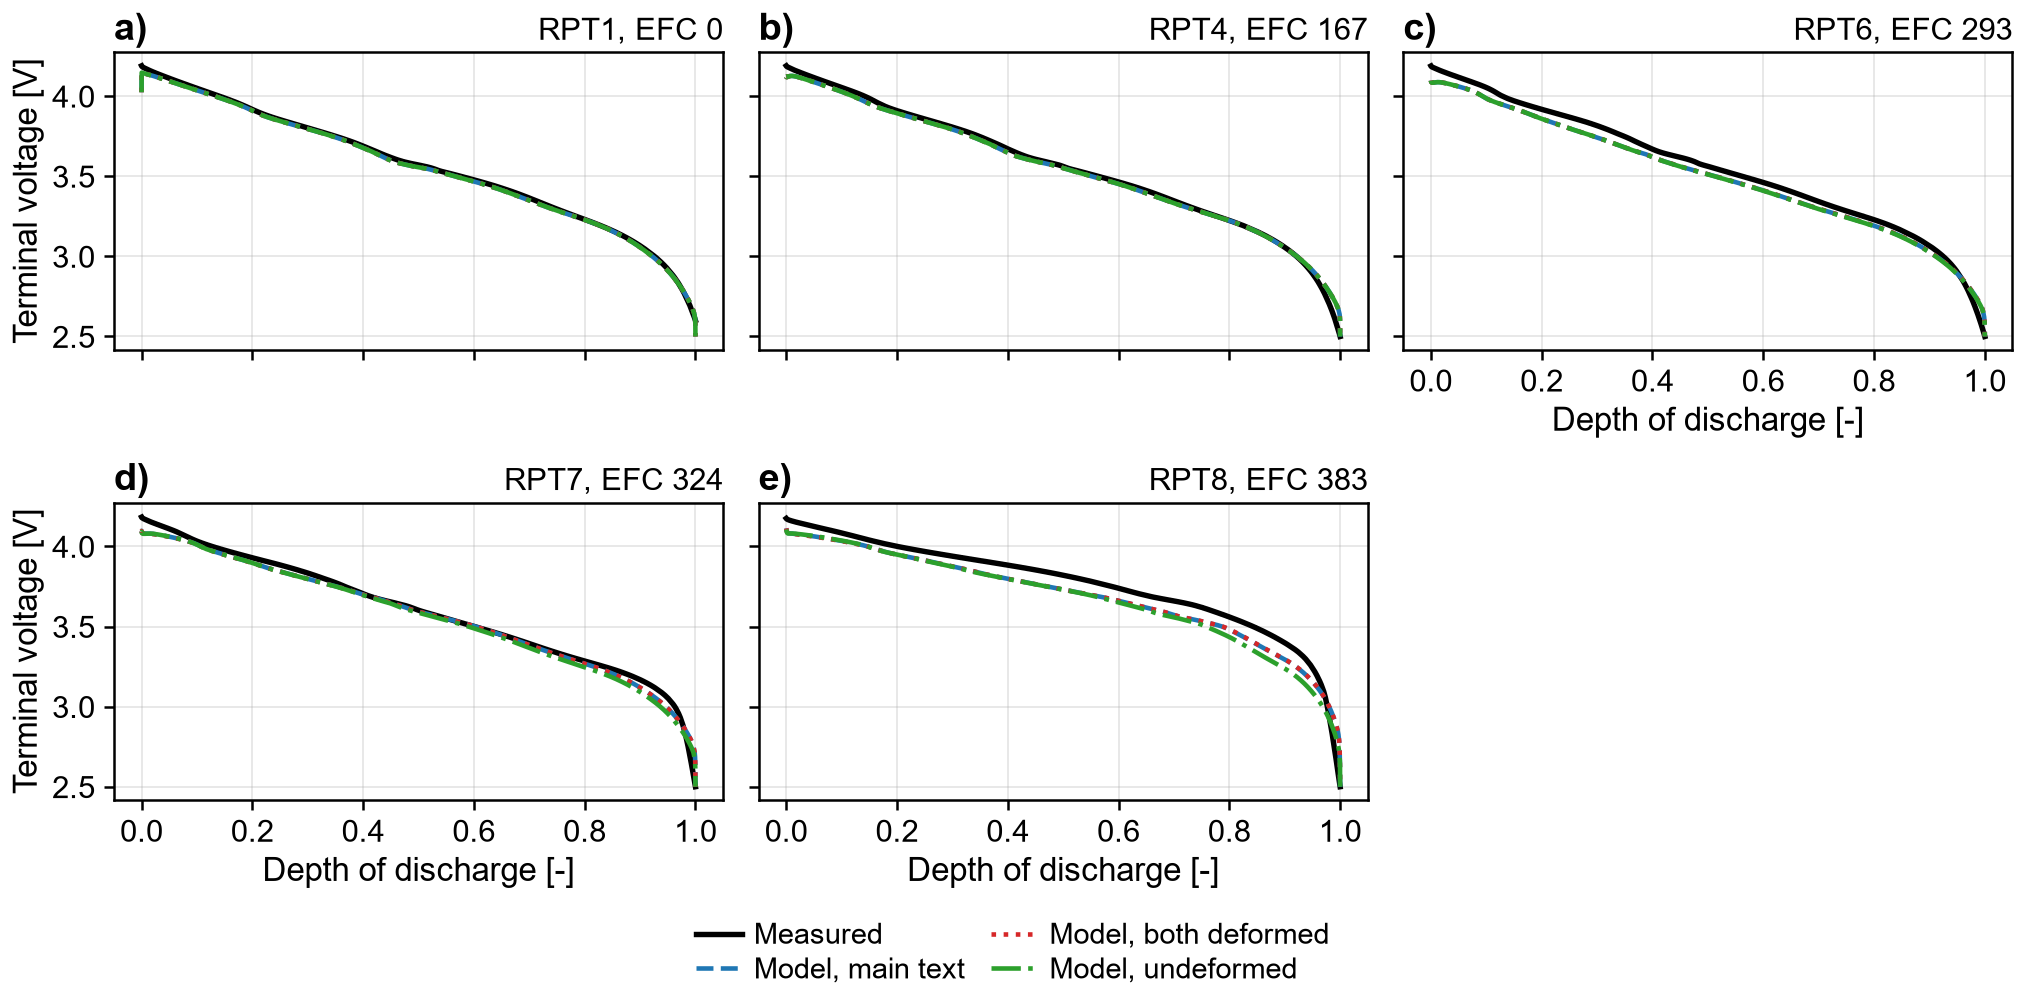 a) RPT1, EFC 0
b) RPT4, EFC 167
c) RPT6, EFC 293
Terminal voltage [V]
4.0
3.5
3.0
2.5
0.0 0.2 0.4 0.6 0.8 1.0
Depth of discharge [-]
d) RPT7, EFC 324
e) RPT8, EFC 383
Terminal voltage [V]
4.0
3.5
3.0
2.5
0.0 0.2 0.4 0.6 0.8 1.0
0.0 0.2 0.4 0.6 0.8 1.0
Depth of discharge [-]
Depth of discharge [-]
Measured
Model, main text
Model, both deformed
Model, undeformed